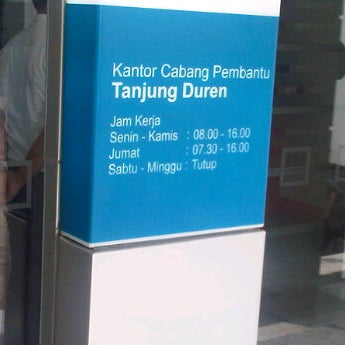 Kantor Cabang Pembantu
Tanjung Duren
Jam Kerja
Senin - Kamis : 08.00 - 16.00
Jumat : 07.30 - 16.00
Sabtu - Minggu : Tutup